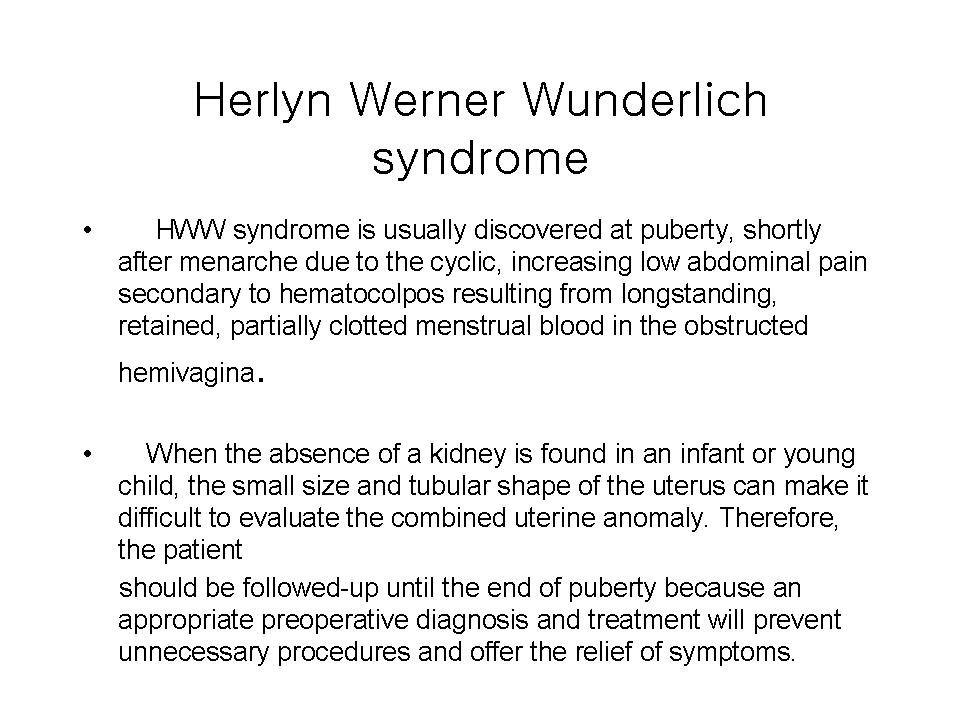 Herlyn Werner Wunderlich
syndrome
• HWW syndrome is usually discovered at puberty, shortly
after menarche due to the cyclic, increasing low abdominal pain
secondary to hematocolpos resulting from longstanding,
retained, partially clotted menstrual blood in the obstructed
hemivagina.
• When the absence of a kidney is found in an infant or young
child, the small size and tubular shape of the uterus can make it
difficult to evaluate the combined uterine anomaly. Therefore,
the patient
should be followed-up until the end of puberty because an
appropriate preoperative diagnosis and treatment will prevent
unnecessary procedures and offer the relief of symptoms.